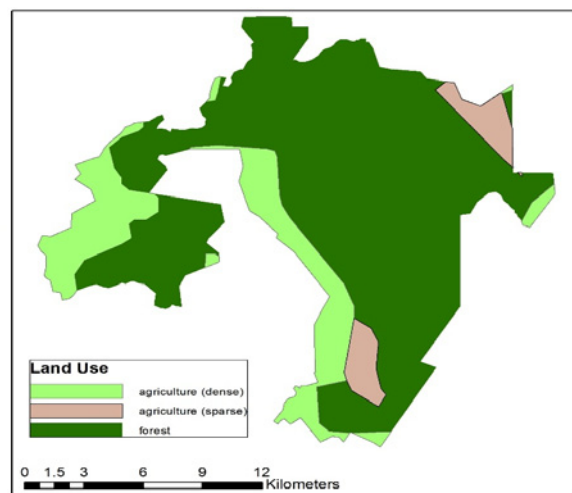 Land Use
agriculture (dense)
agriculture (sparse)
forest
0 1.5 3 6 9 12
Kilometers